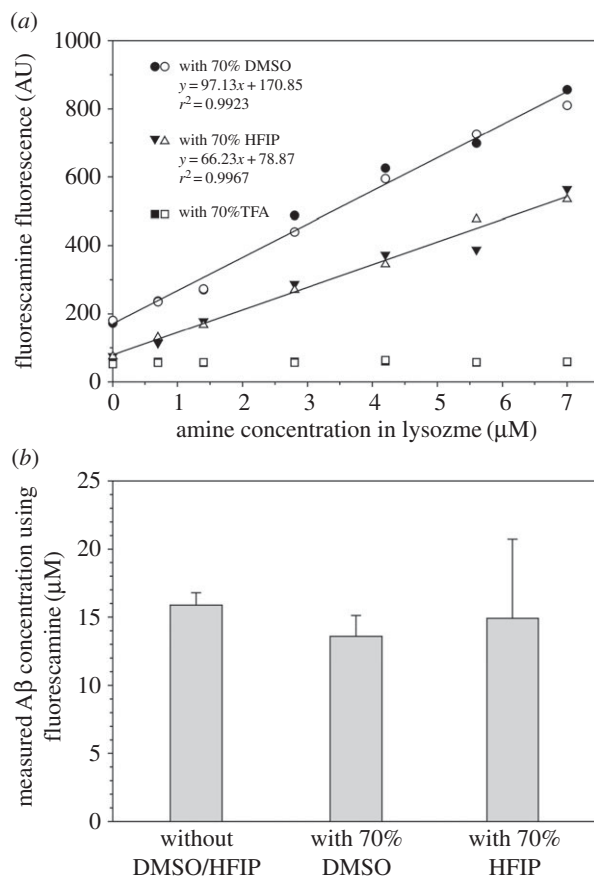 (a)
1000
800
600
400
200
0
fluorescamine fluorescence (AU)
with 70% DMSO
y = 97.13x + 170.85
r² = 0.9923
with 70% HFIP
y = 66.23x + 78.87
r² = 0.9967
with 70%TFA
0 1 2 3 4 5 6 7
amine concentration in lysozme (µM)
(b)
25
20
15
10
5
0
measured Aβ concentration using
fluorescamine (µM)
without
DMSO/HFIP
with 70%
DMSO
with 70%
HFIP